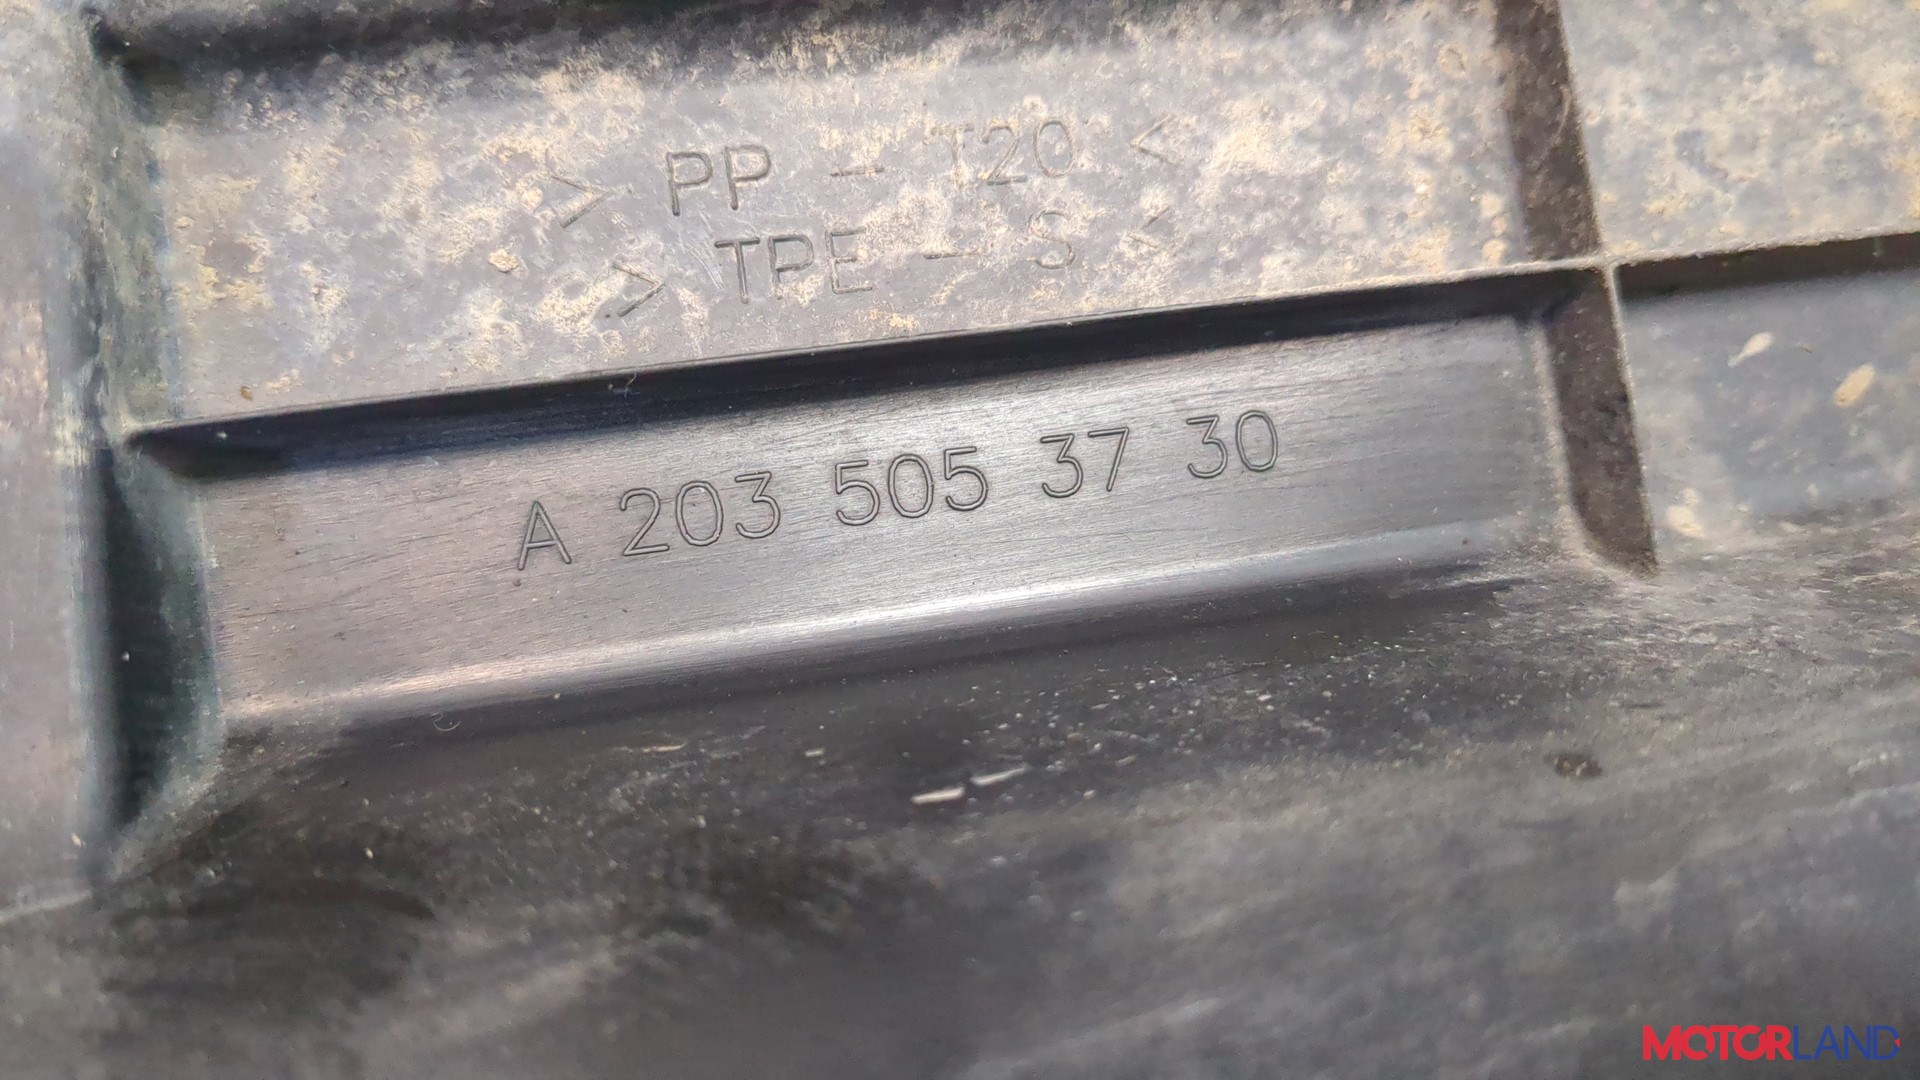 > PP - T20 <
> TPE - S <
A 203 505 37 30
MOTORLAND